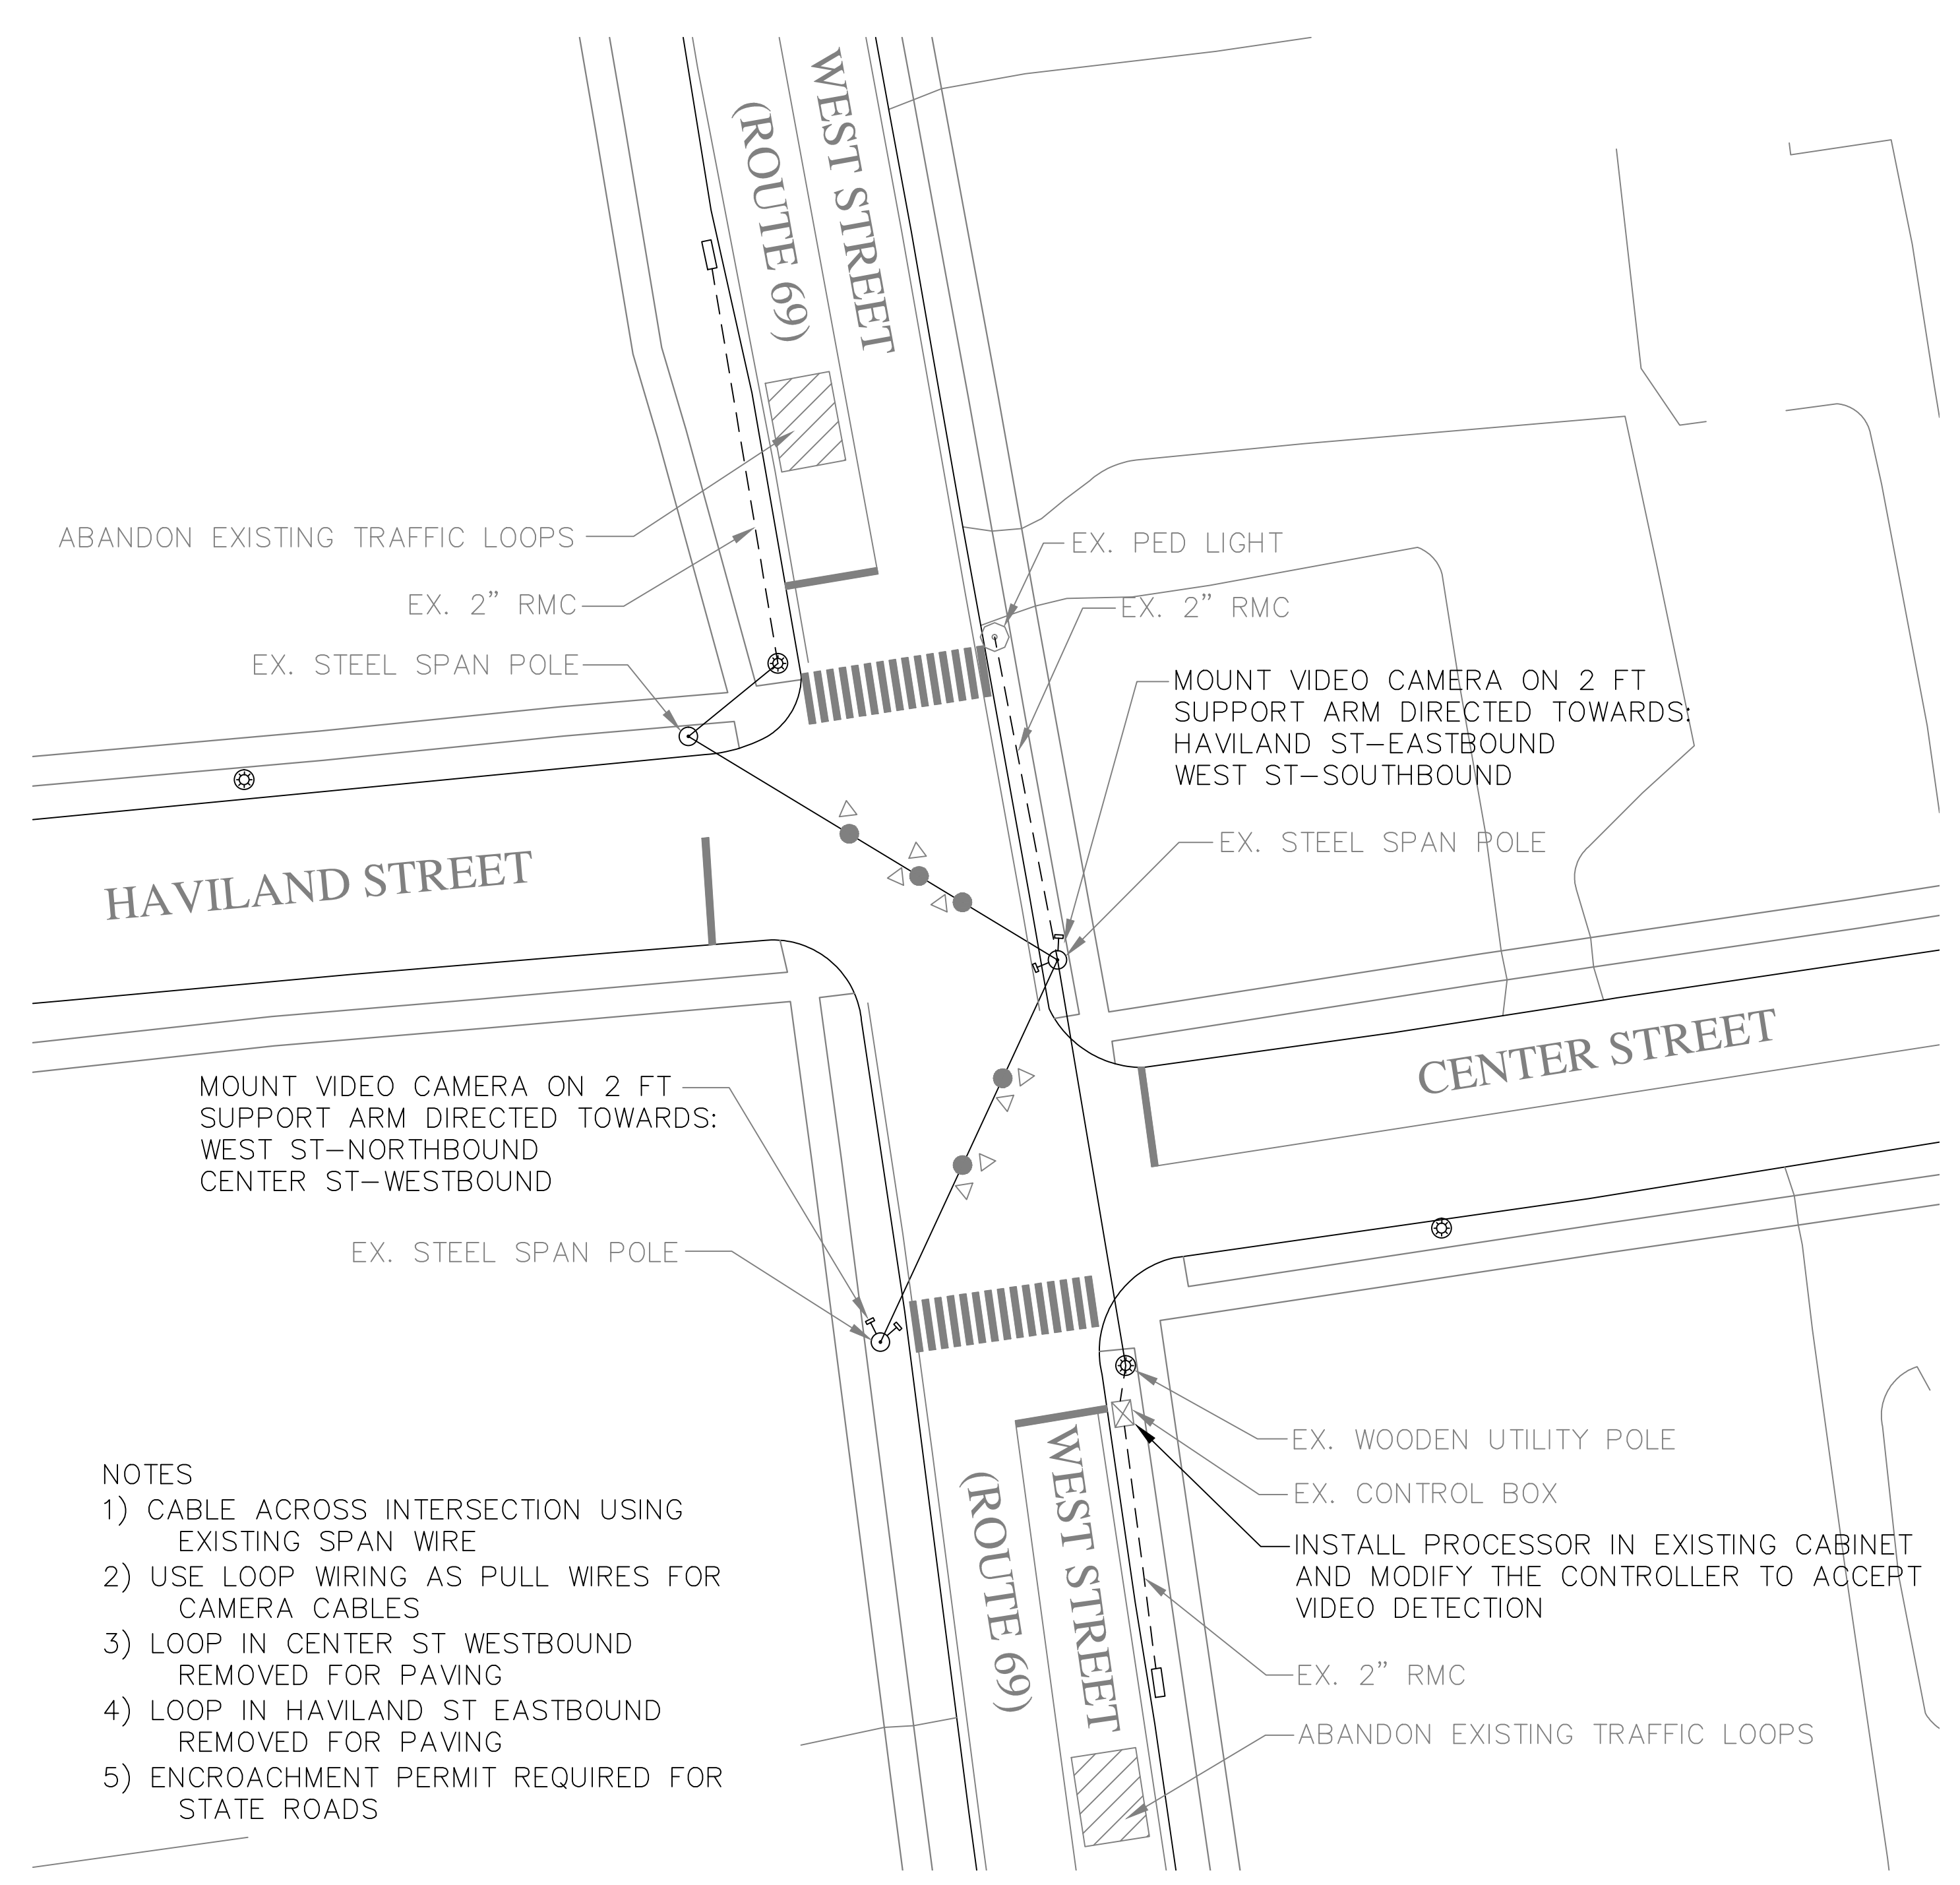 WEST STREET
(ROUTE 69)
ABANDON EXISTING TRAFFIC LOOPS
EX. 2” RMC
EX. STEEL SPAN POLE
EX. PED LIGHT
EX. 2” RMC
MOUNT VIDEO CAMERA ON 2 FT
SUPPORT ARM DIRECTED TOWARDS:
HAVILAND ST-EASTBOUND
WEST ST-SOUTHBOUND
EX. STEEL SPAN POLE
HAVILAND STREET
CENTER STREET
MOUNT VIDEO CAMERA ON 2 FT
SUPPORT ARM DIRECTED TOWARDS:
WEST ST-NORTHBOUND
CENTER ST-WESTBOUND
EX. STEEL SPAN POLE
WEST STREET
(ROUTE 69)
EX. WOODEN UTILITY POLE
EX. CONTROL BOX
INSTALL PROCESSOR IN EXISTING CABINET
AND MODIFY THE CONTROLLER TO ACCEPT
VIDEO DETECTION
EX. 2” RMC
ABANDON EXISTING TRAFFIC LOOPS
NOTES
1) CABLE ACROSS INTERSECTION USING
EXISTING SPAN WIRE
2) USE LOOP WIRING AS PULL WIRES FOR
CAMERA CABLES
3) LOOP IN CENTER ST WESTBOUND
REMOVED FOR PAVING
4) LOOP IN HAVILAND ST EASTBOUND
REMOVED FOR PAVING
5) ENCROACHMENT PERMIT REQUIRED FOR
STATE ROADS